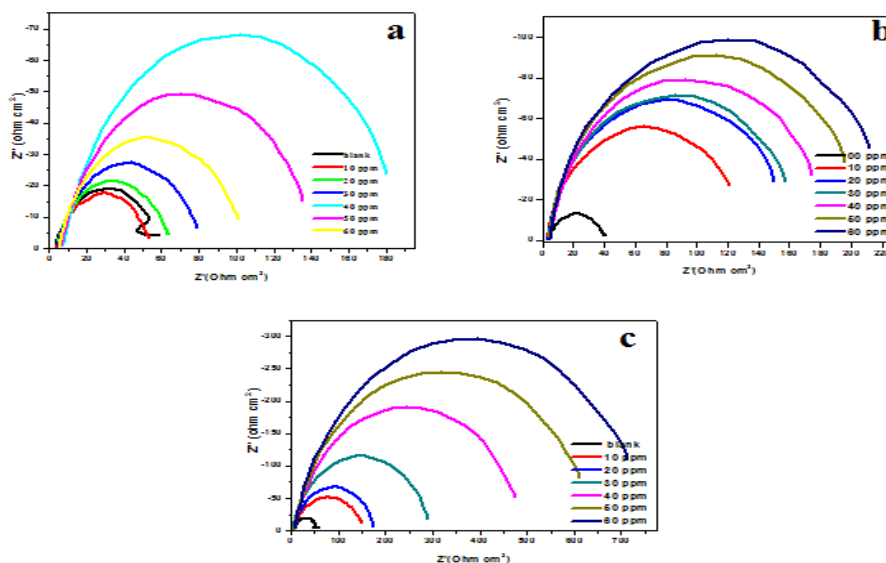 a
-70
-60
-50
-40
-30
-20
-10
0
Z" (ohm cm²)
blank
10 ppm
20 ppm
30 ppm
40 ppm
50 ppm
60 ppm
0 20 40 60 80 100 120 140 160 180 200
Z'(Ohm cm²)
b
-100
-80
-60
-40
-20
0
Z" (ohm cm²)
00 ppm
10 ppm
20 ppm
30 ppm
40 ppm
50 ppm
60 ppm
0 20 40 60 80 100 120 140 160 180 200 220
Z'(Ohm cm²)
c
-300
-250
-200
-150
-100
-50
0
Z" (ohm cm²)
blank
10 ppm
20 ppm
30 ppm
40 ppm
50 ppm
60 ppm
0 100 200 300 400 500 600 700
Z'(Ohm cm²)